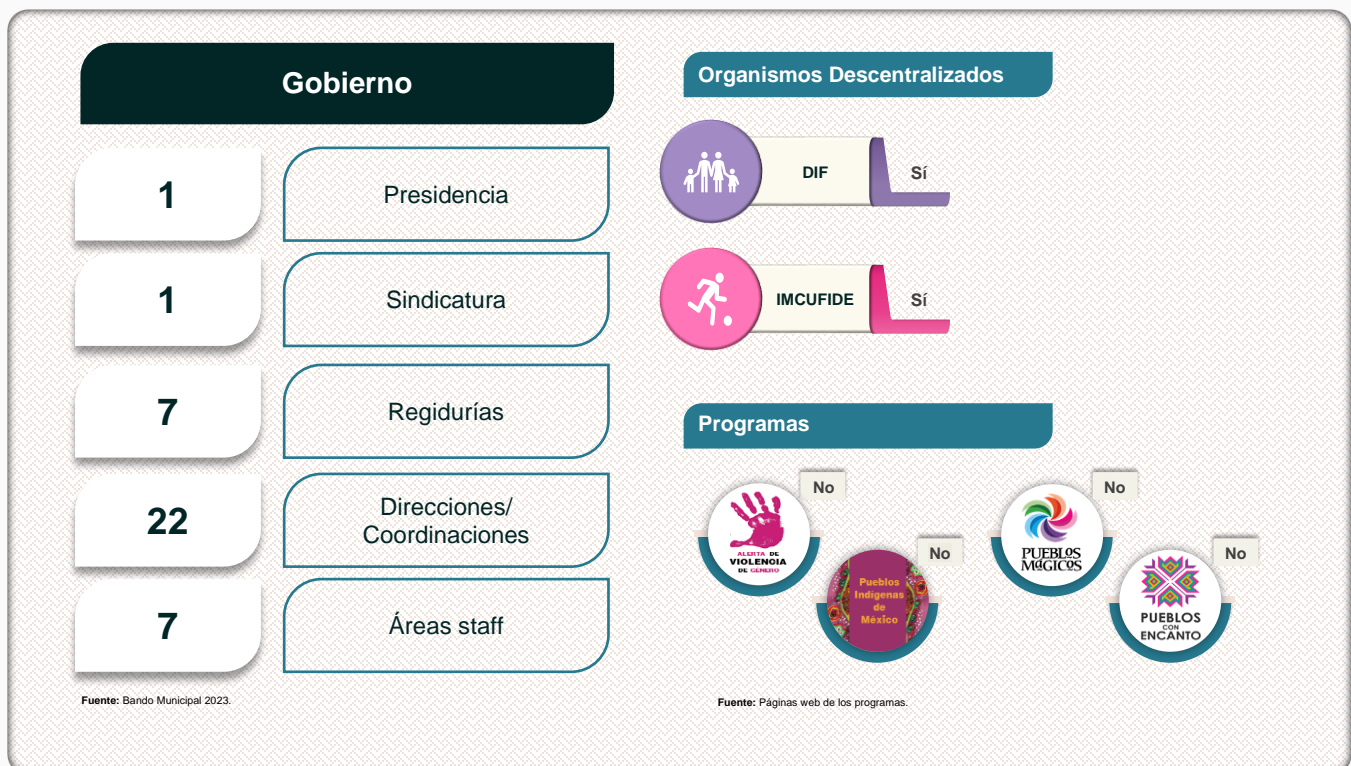 Gobierno
1
Presidencia
1
Sindicatura
7
Regidurías
22
Direcciones/
Coordinaciones
7
Áreas staff
Fuente: Bando Municipal 2023.
Organismos Descentralizados
DIF
Sí
IMCUFIDE
Sí
Programas
No
ALERTA DE
VIOLENCIA
DE GÉNERO
No
Pueblos
Indígenas
de
México
No
PUEBLOS
MáGICOS
No
PUEBLOS
CON
ENCANTO
Fuente: Páginas web de los programas.